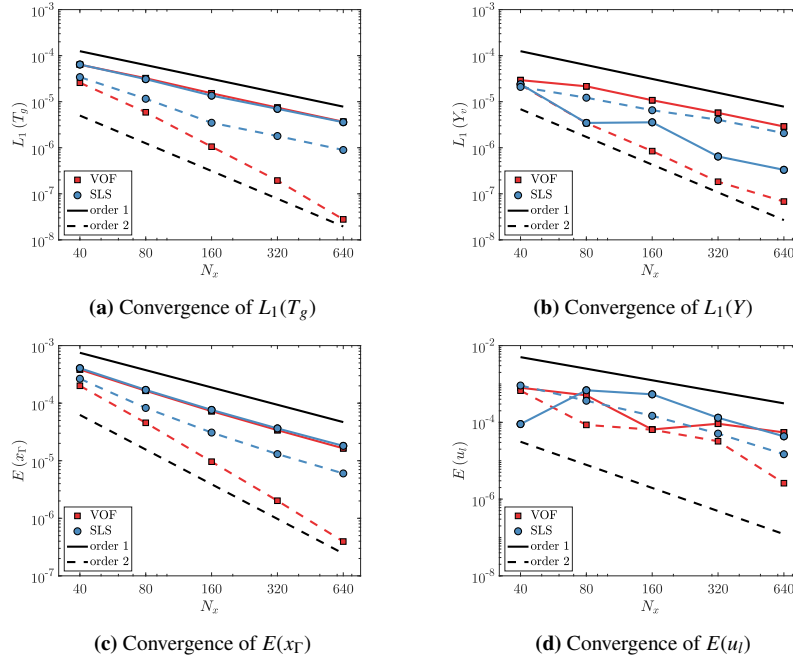 10^{-3}
10^{-4}
10^{-5}
10^{-6}
10^{-7}
10^{-8}
L_1(T_g)
VOF
SLS
order 1
order 2
40 80 160 320 640
N_x
(a) Convergence of L_1(T_g)
10^{-3}
10^{-4}
10^{-5}
10^{-6}
10^{-7}
10^{-8}
L_1(Y_v)
VOF
SLS
order 1
order 2
40 80 160 320 640
N_x
(b) Convergence of L_1(Y)
10^{-3}
10^{-4}
10^{-5}
10^{-6}
10^{-7}
E(x_Γ)
VOF
SLS
order 1
order 2
40 80 160 320 640
N_x
(c) Convergence of E(x_Γ)
10^{-2}
10^{-4}
10^{-6}
10^{-8}
E(u_l)
VOF
SLS
order 1
order 2
40 80 160 320 640
N_x
(d) Convergence of E(u_l)